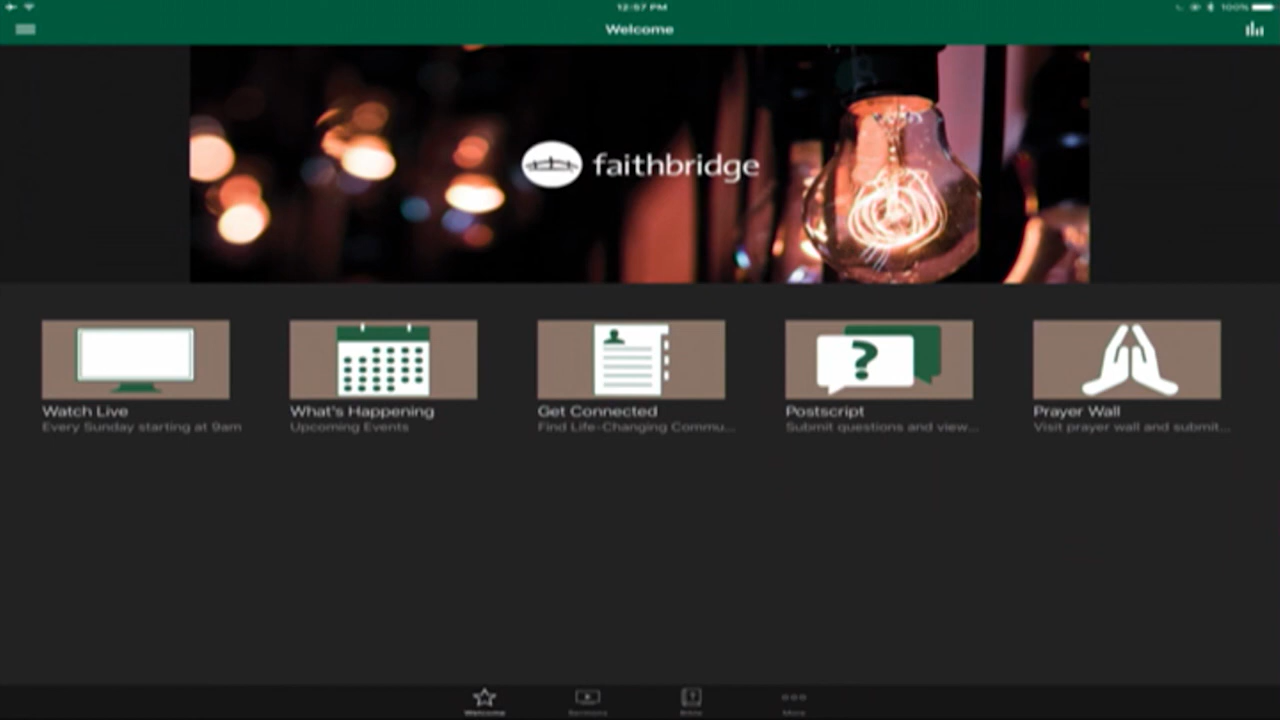 12:57 PM
100%
Welcome
faithbridge
Watch Live
Every Sunday starting at 9am
What's Happening
Upcoming Events
Get Connected
Find Life-Changing Commu...
Postscript
Submit questions and view...
Prayer Wall
Visit prayer wall and submit...
Welcome
Sermons
Bible
More